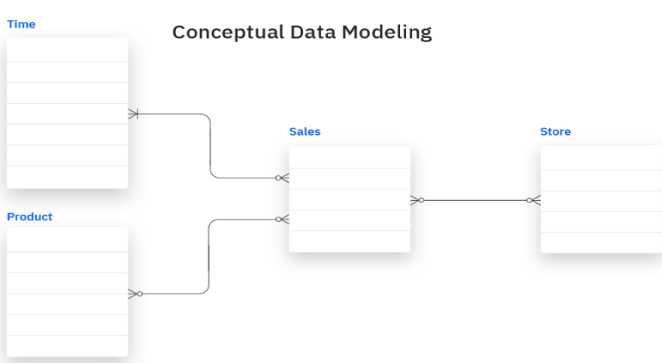 Time
Conceptual Data Modeling
Sales
Store
Product